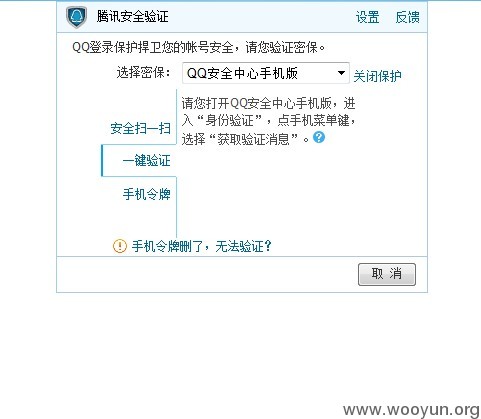 腾讯安全验证 设置 反馈
QQ登录保护捍卫您的帐号安全，请您验证密保。
选择密保： QQ安全中心手机版 关闭保护
请您打开QQ安全中心手机版，进
入“身份验证”，点手机菜单键，
选择“获取验证消息”。?
安全扫一扫
一键验证
手机令牌
! 手机令牌删了，无法验证？
取 消
www.wooyun.org